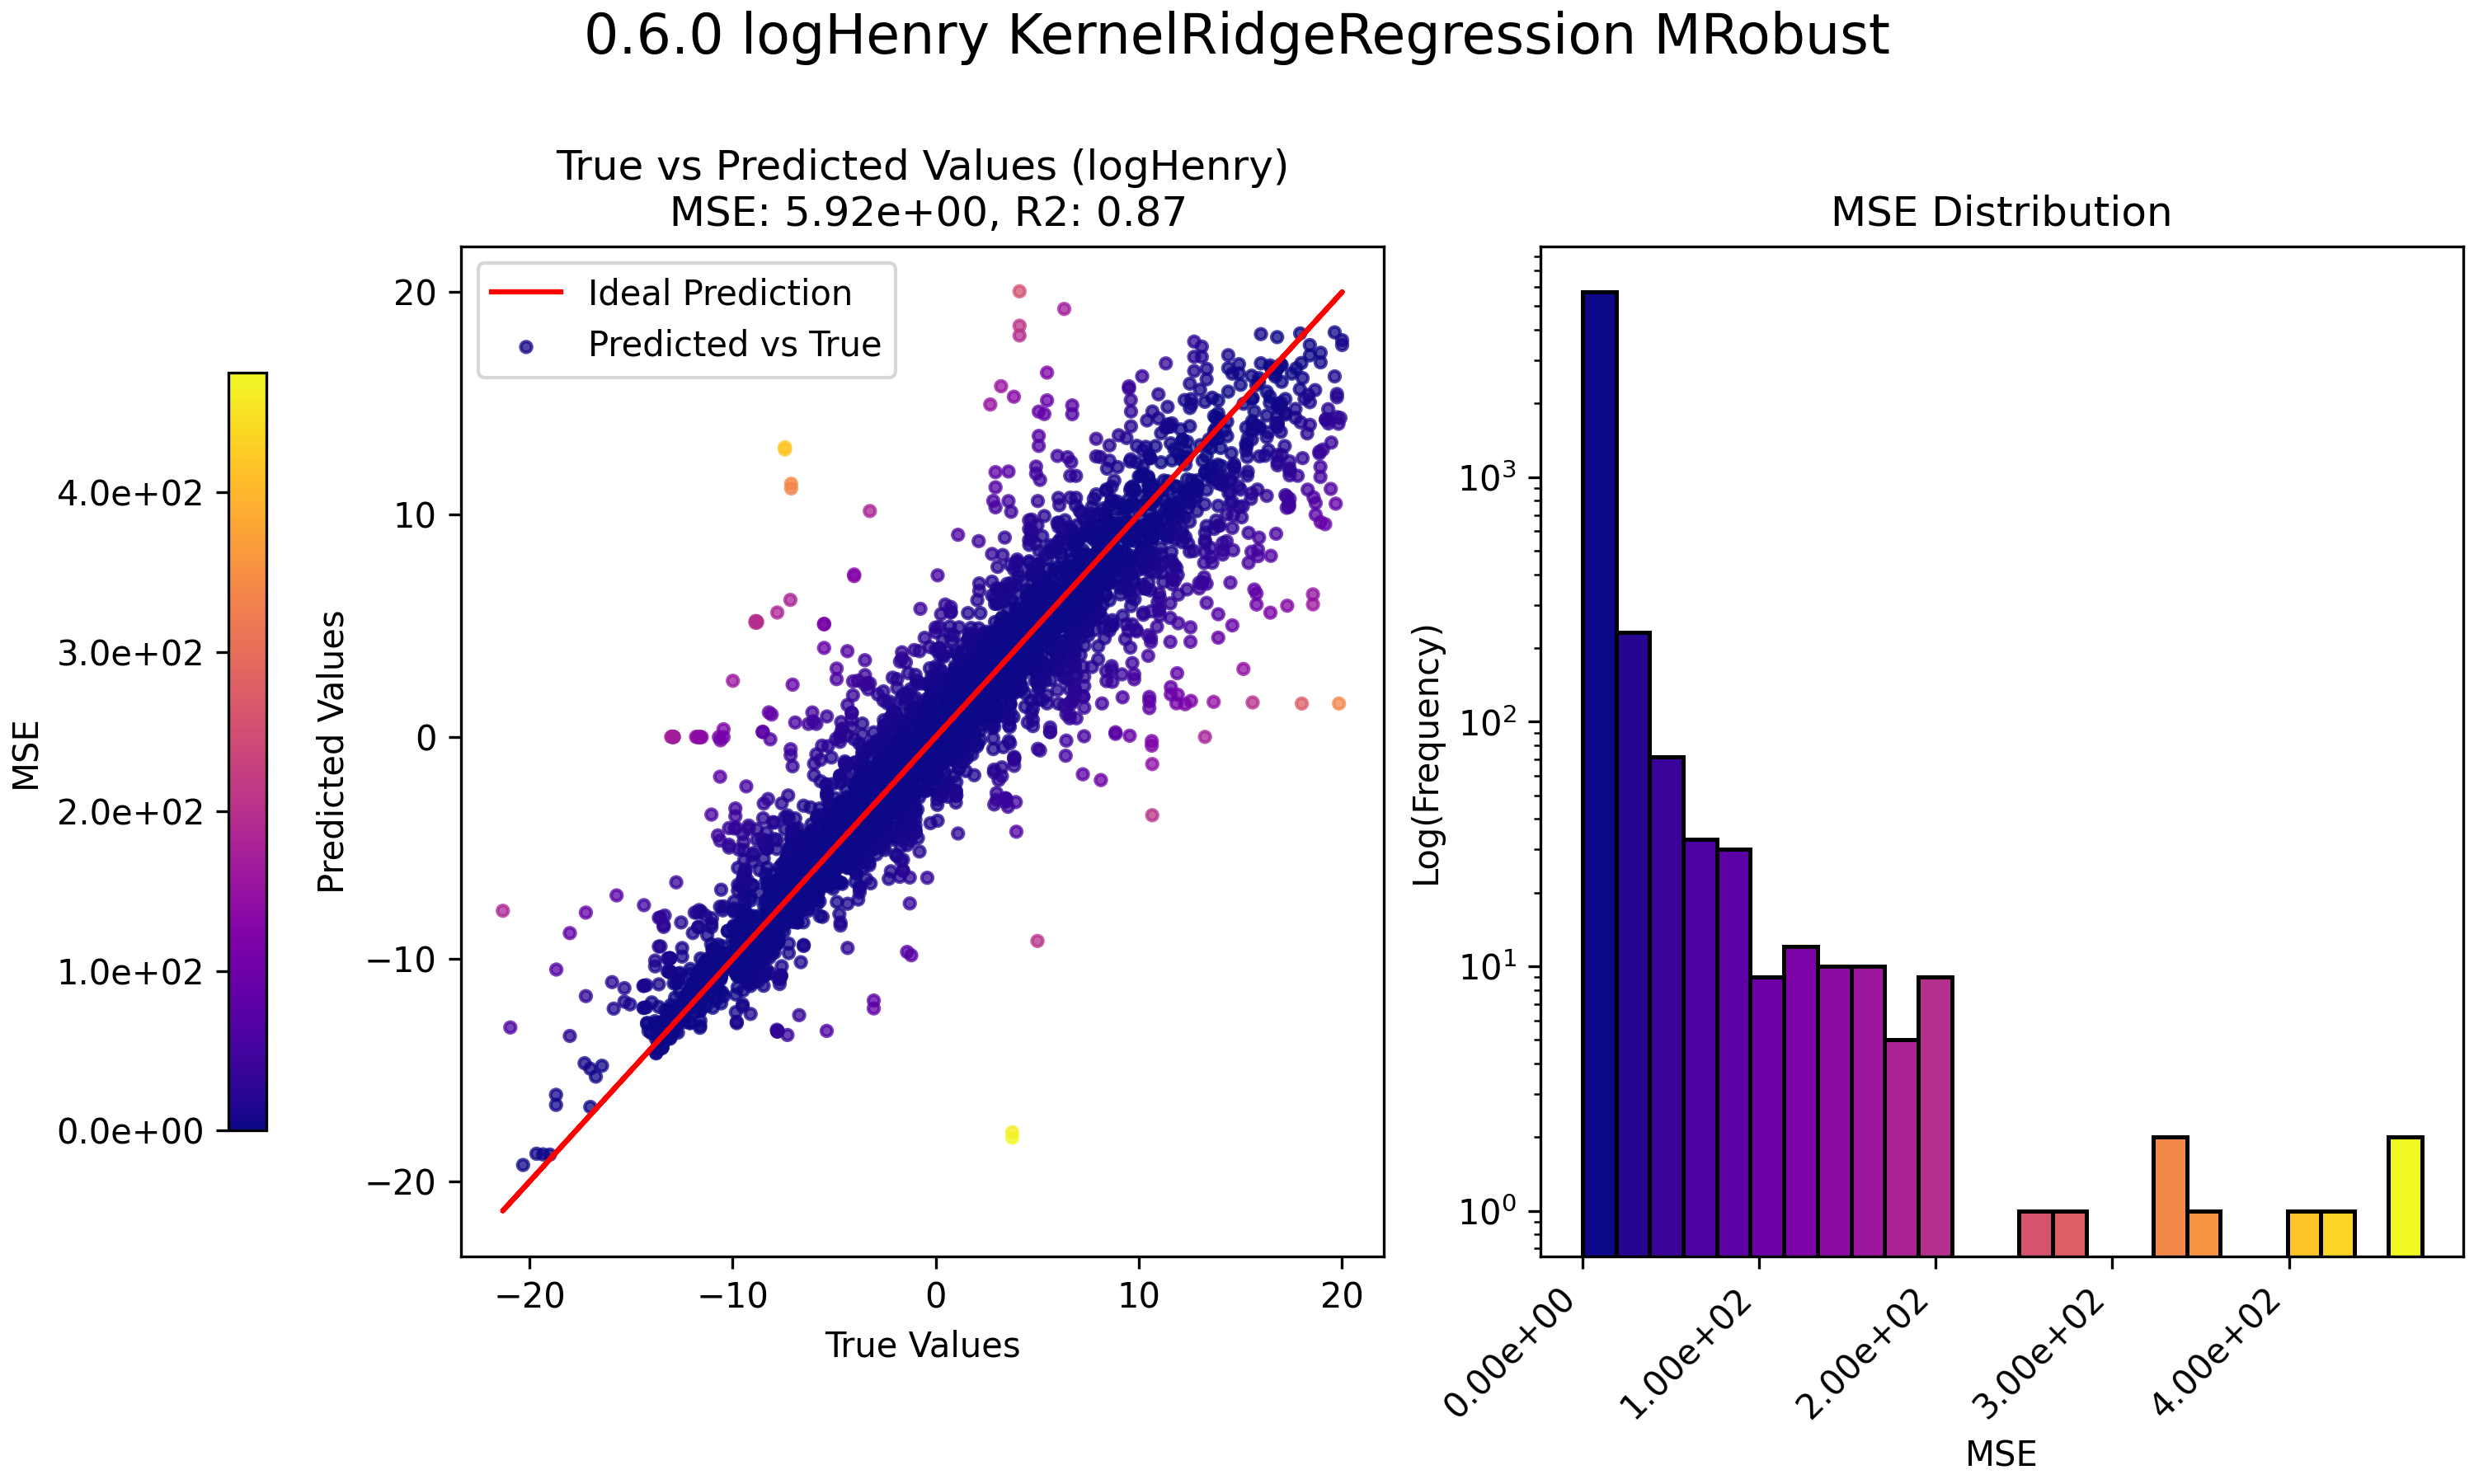 0.6.0 logHenry KernelRidgeRegression MRobust
True vs Predicted Values (logHenry)
MSE: 5.92e+00, R2: 0.87
MSE Distribution
Ideal Prediction
Predicted vs True
MSE
4.0e+02
3.0e+02
2.0e+02
1.0e+02
0.0e+00
Predicted Values
20
10
0
−10
−20
−20
−10
0
10
20
True Values
Log(Frequency)
10³
10²
10¹
10⁰
0.00e+00
1.00e+02
2.00e+02
3.00e+02
4.00e+02
MSE